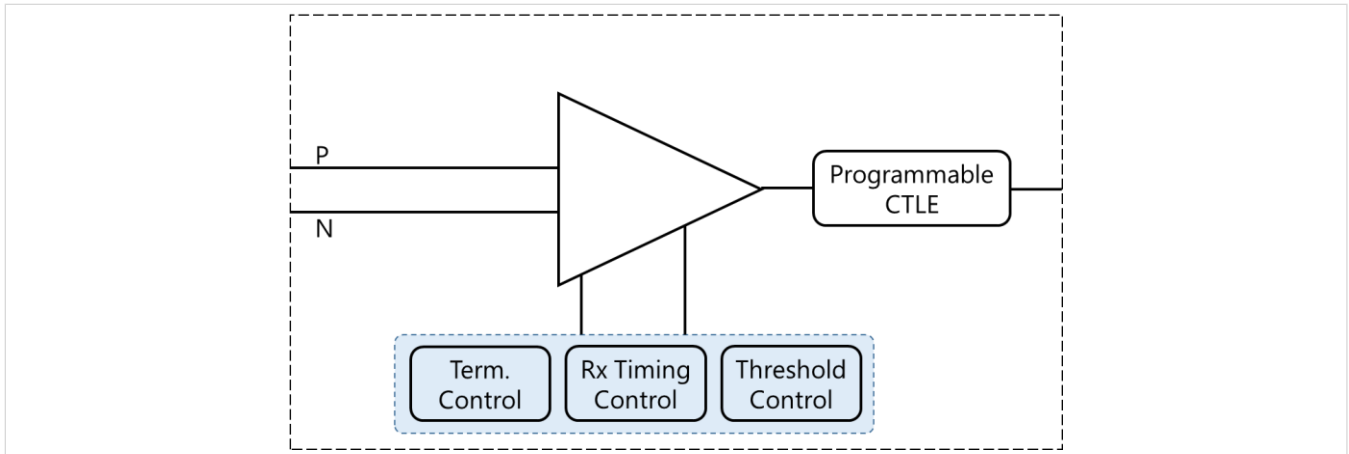 P
N
Programmable
CTLE
Term.
Control
Rx Timing
Control
Threshold
Control